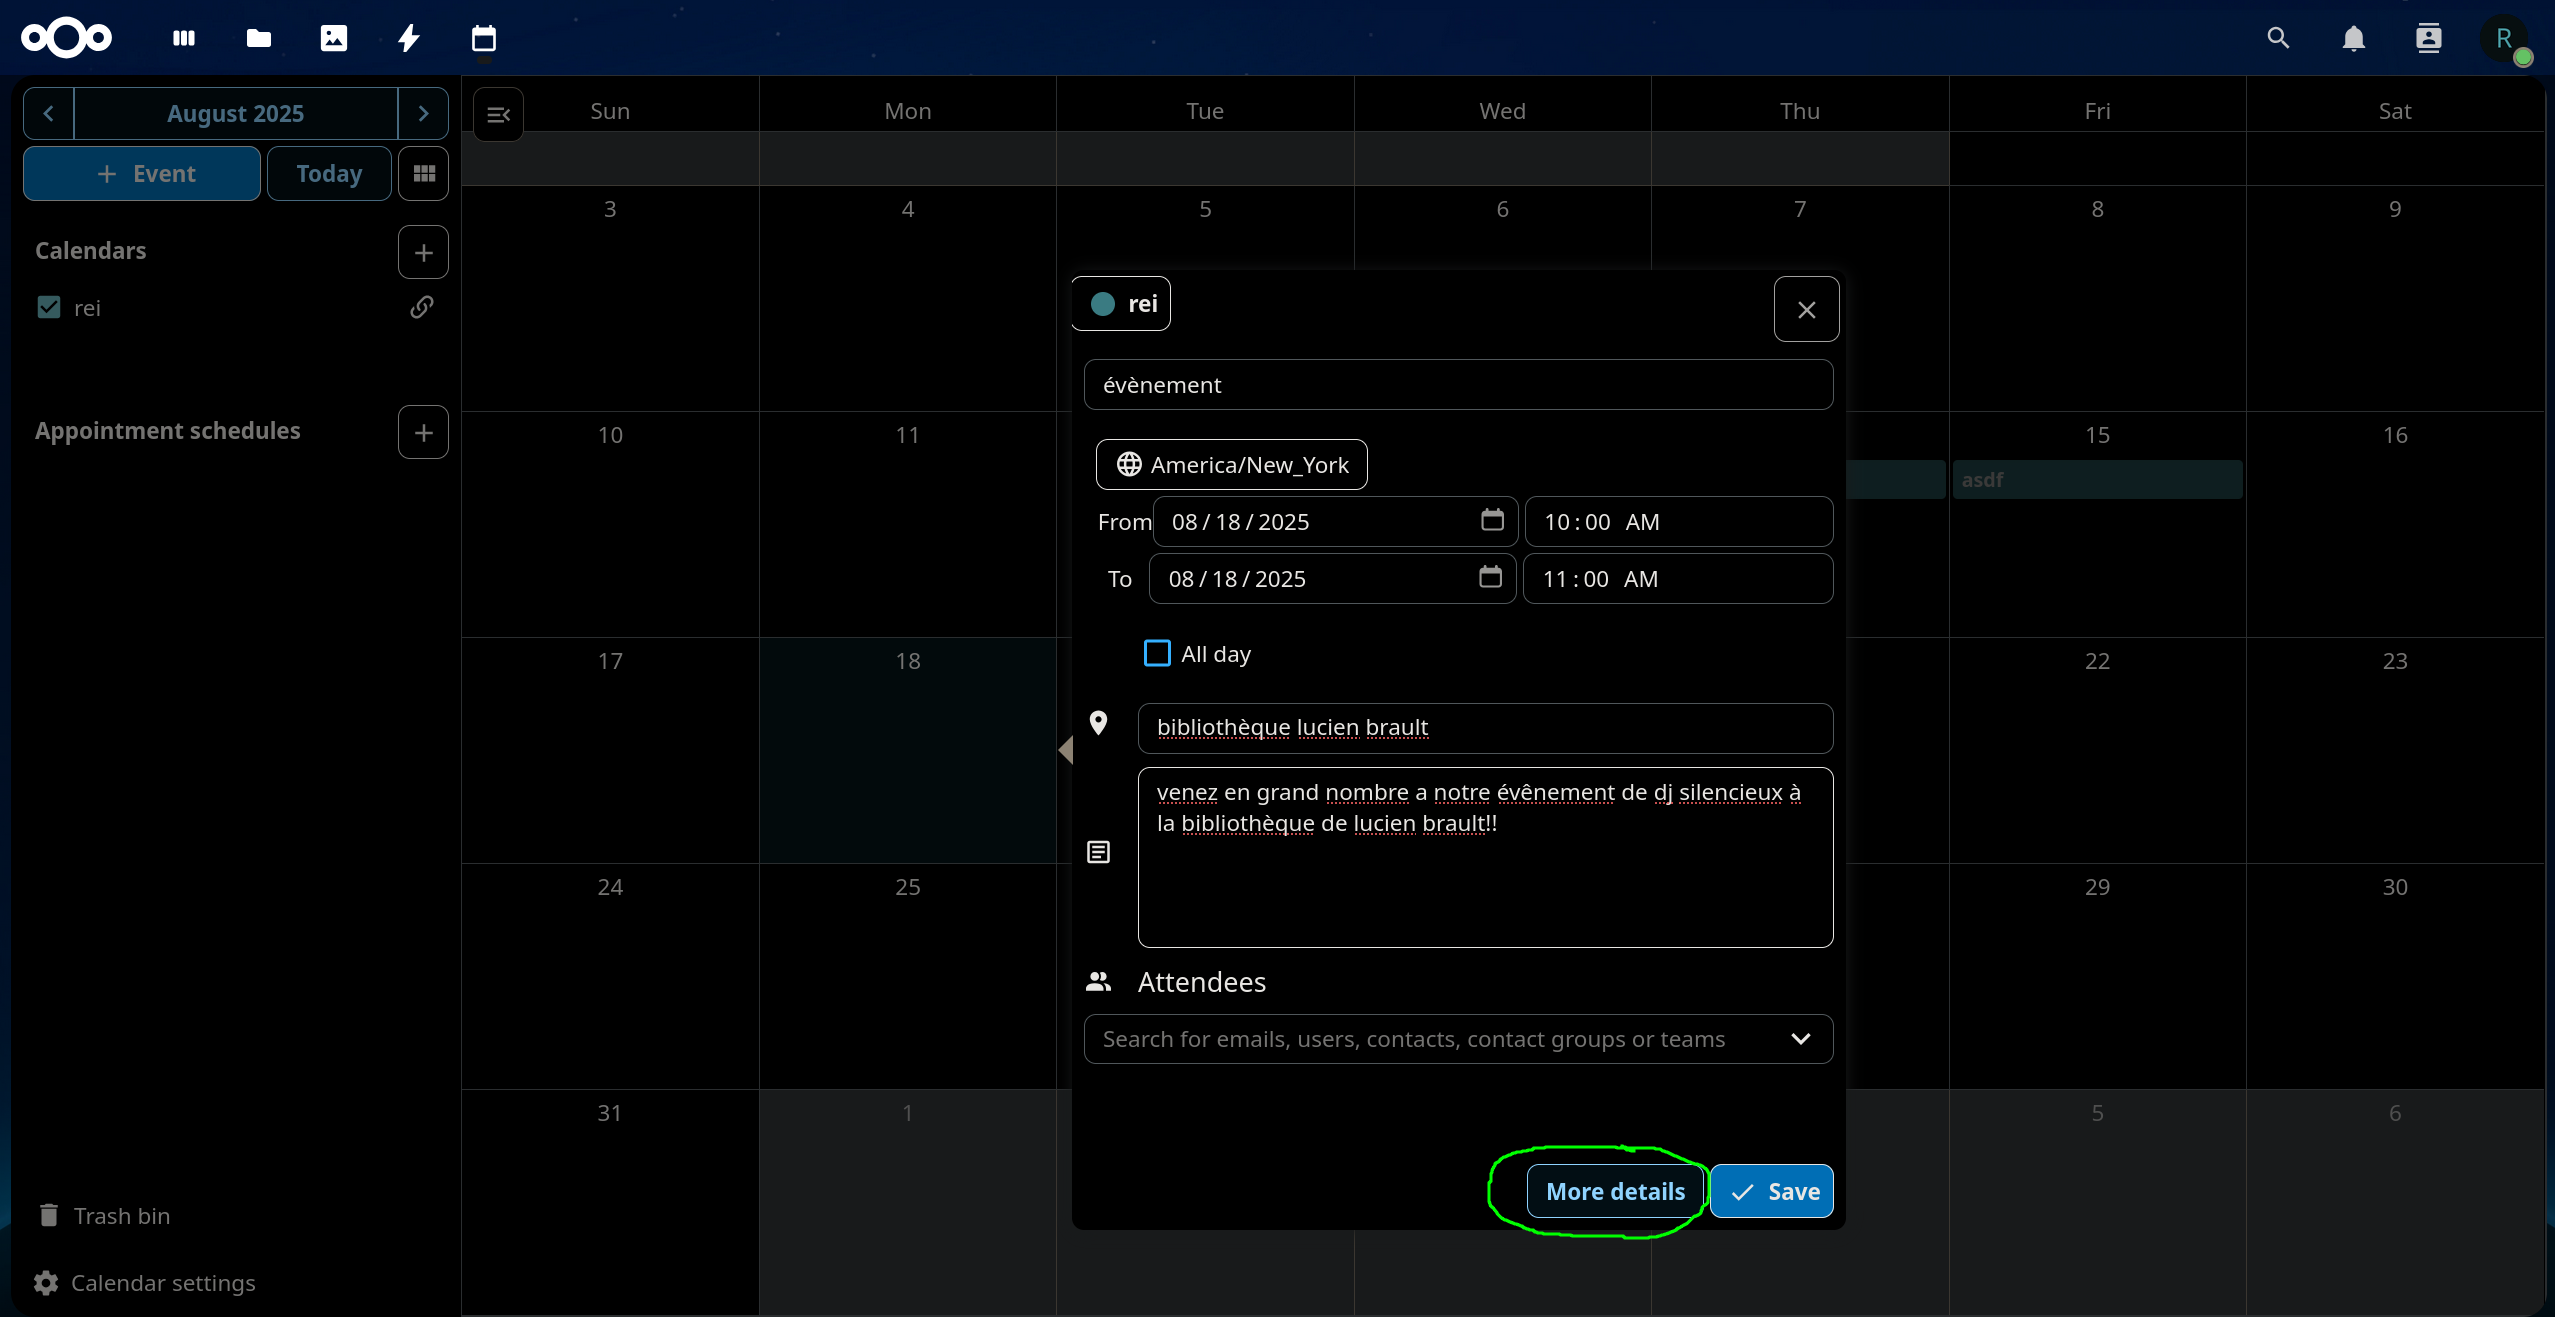 R
August 2025
Sun Mon Tue Wed Thu Fri Sat
+ Event Today
3 4 5 6 7 8 9
Calendars
rei
rei
évènement
Appointment schedules
10 11 15 16
America/New_York
asdf
From 08/18/2025 10:00 AM
To 08/18/2025 11:00 AM
All day
17 18 22 23
bibliothèque lucien brault
venez en grand nombre a notre évênement de dj silencieux à
la bibliothèque de lucien brault!!
24 25 29 30
Attendees
Search for emails, users, contacts, contact groups or teams
31 1 5 6
More details Save
Trash bin
Calendar settings